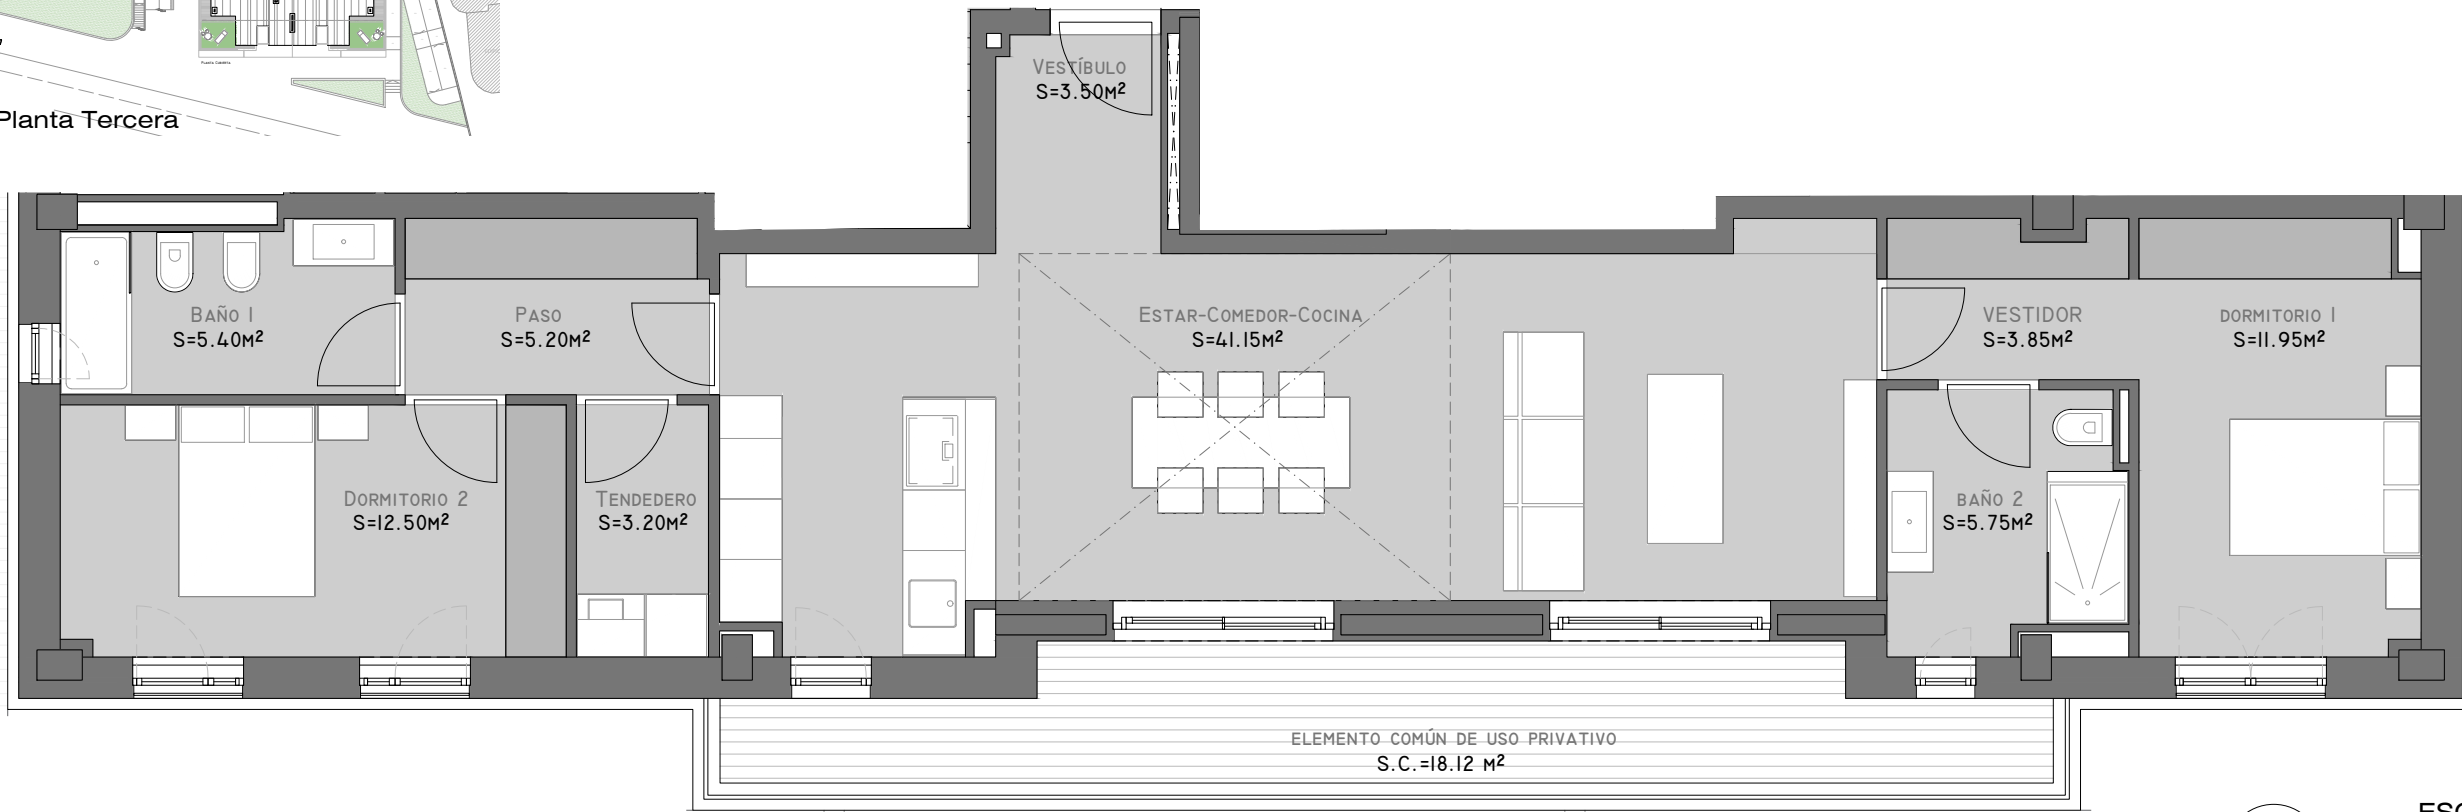 Planta Cubierta
Planta Tercera
Vestíbulo
S=3.50m²
Baño 1
S=5.40m²
Paso
S=5.20m²
Estar-Comedor-Cocina
S=41.15m²
VESTIDOR
S=3.85m²
DORMITORIO 1
S=11.95m²
Dormitorio 2
S=12.50m²
Tendedero
S=3.20m²
BAÑO 2
S=5.75m²
ELEMENTO COMÚN DE USO PRIVATIVO
S.C.=18.12 m²